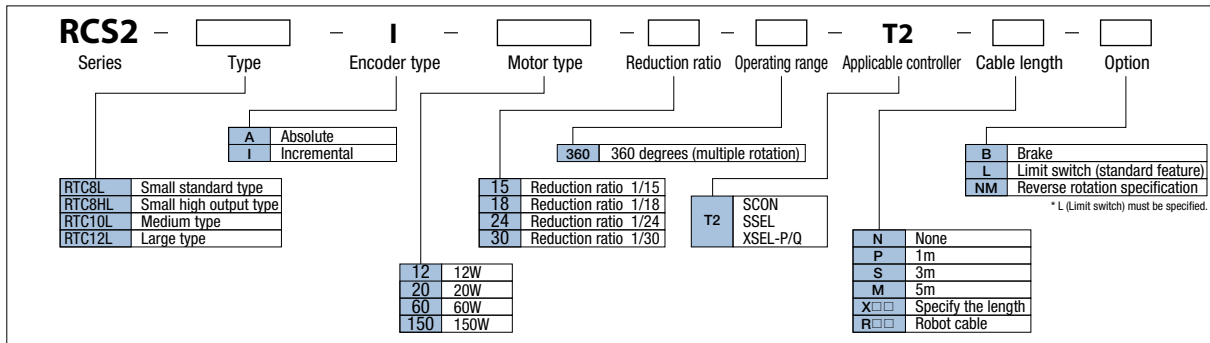 RCS2 – – I – – – – T2 – –
Series Type Encoder type Motor type Reduction ratio Operating range Applicable controller Cable length Option
A Absolute
I Incremental
360 360 degrees (multiple rotation)
B Brake
L Limit switch (standard feature)
NM Reverse rotation specification
* L (Limit switch) must be specified.
RTC8L Small standard type
RTC8HL Small high output type
RTC10L Medium type
RTC12L Large type
15 Reduction ratio 1/15
18 Reduction ratio 1/18
24 Reduction ratio 1/24
30 Reduction ratio 1/30
T2 SCON
SSEL
XSEL-P/Q
N None
P 1m
S 3m
M 5m
X□□ Specify the length
R□□ Robot cable
12 12W
20 20W
60 60W
150 150W